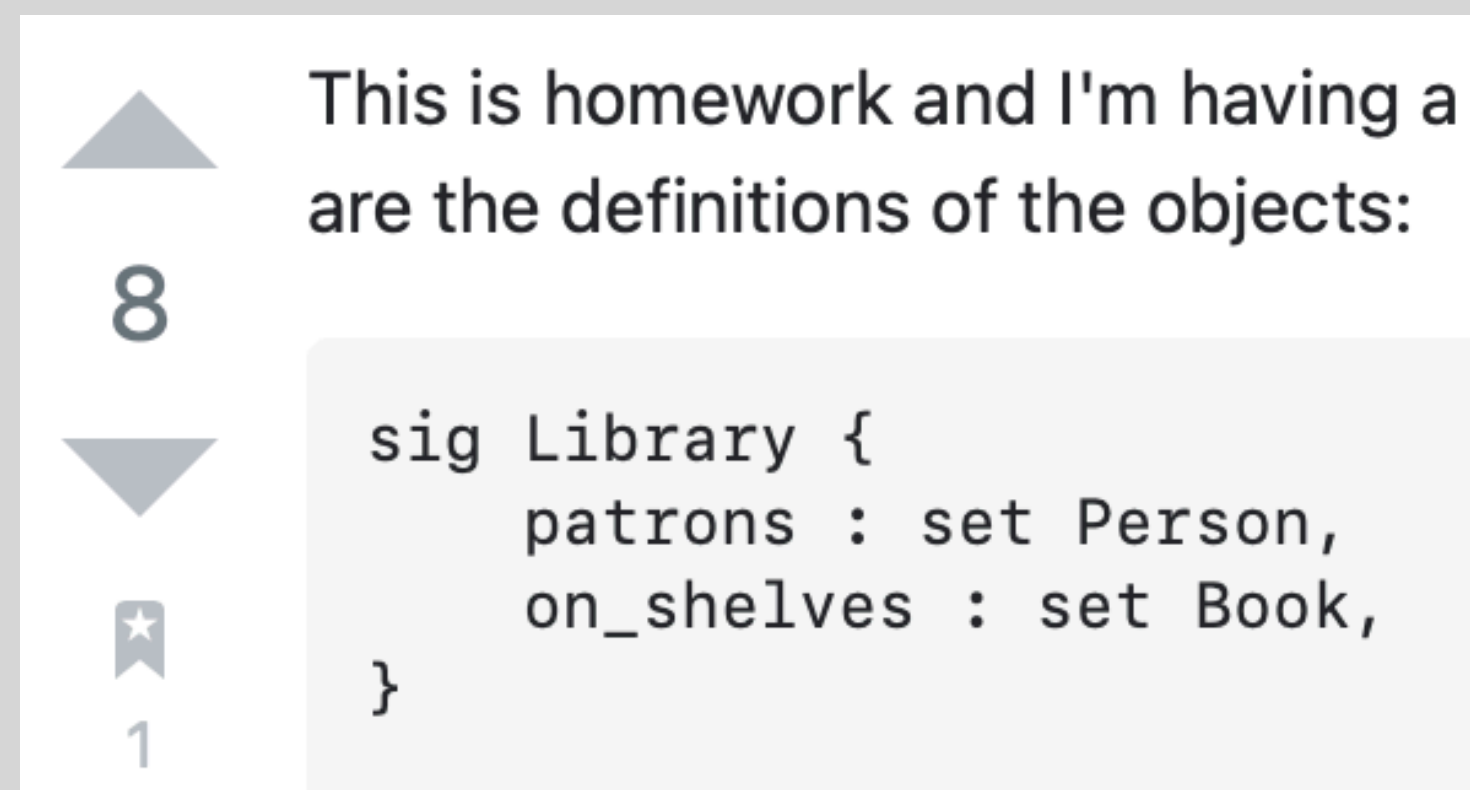 This is homework and I'm having a
are the definitions of the objects:
8
sig Library {
    patrons : set Person,
    on_shelves : set Book,
}
1